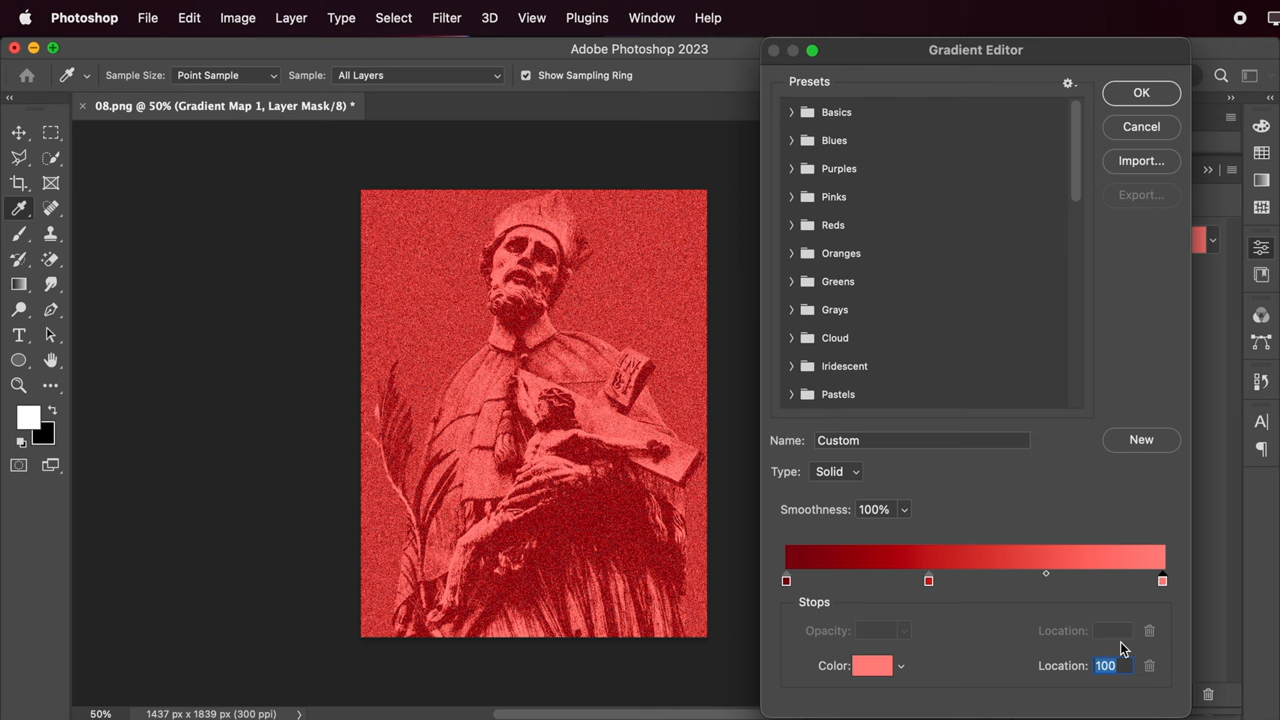 Photoshop File Edit Image Layer Type Select Filter 3D View Plugins Window Help
Adobe Photoshop 2023
Gradient Editor
Sample Size: Point Sample Sample: All Layers Show Sampling Ring
08.png @ 50% (Gradient Map 1, Layer Mask/8) *
Presets
Basics
Blues
Purples
Pinks
Reds
Oranges
Greens
Grays
Cloud
Iridescent
Pastels
OK
Cancel
Import...
Export...
Name: Custom
New
Type: Solid
Smoothness: 100%
Stops
Opacity: Location:
Color: Location: 100
50% 1437 px x 1839 px (300 ppi)